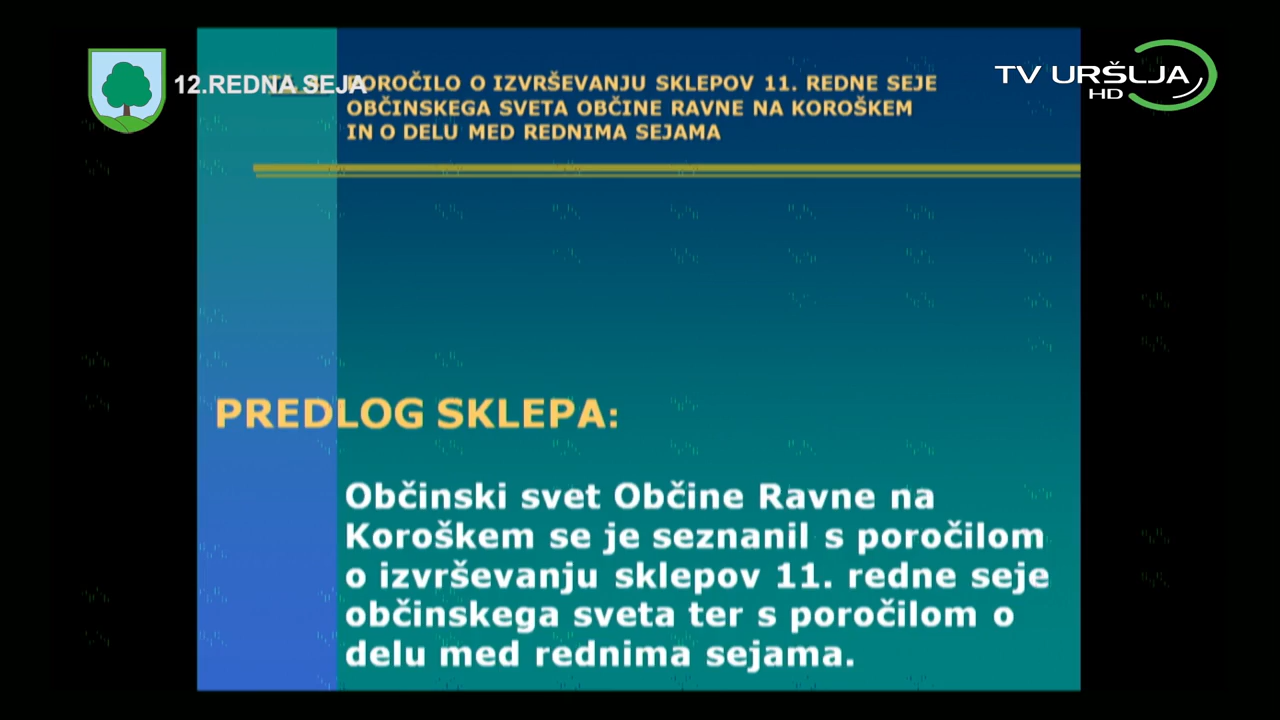 12.REDNA SEJA
POROČILO O IZVRŠEVANJU SKLEPOV 11. REDNE SEJE
OBČINSKEGA SVETA OBČINE RAVNE NA KOROŠKEM
IN O DELU MED REDNIMA SEJAMA
TV URŠLJA
HD
PREDLOG SKLEPA:
Občinski svet Občine Ravne na
Koroškem se je seznanil s poročilom
o izvrševanju sklepov 11. redne seje
občinskega sveta ter s poročilom o
delu med rednima sejama.